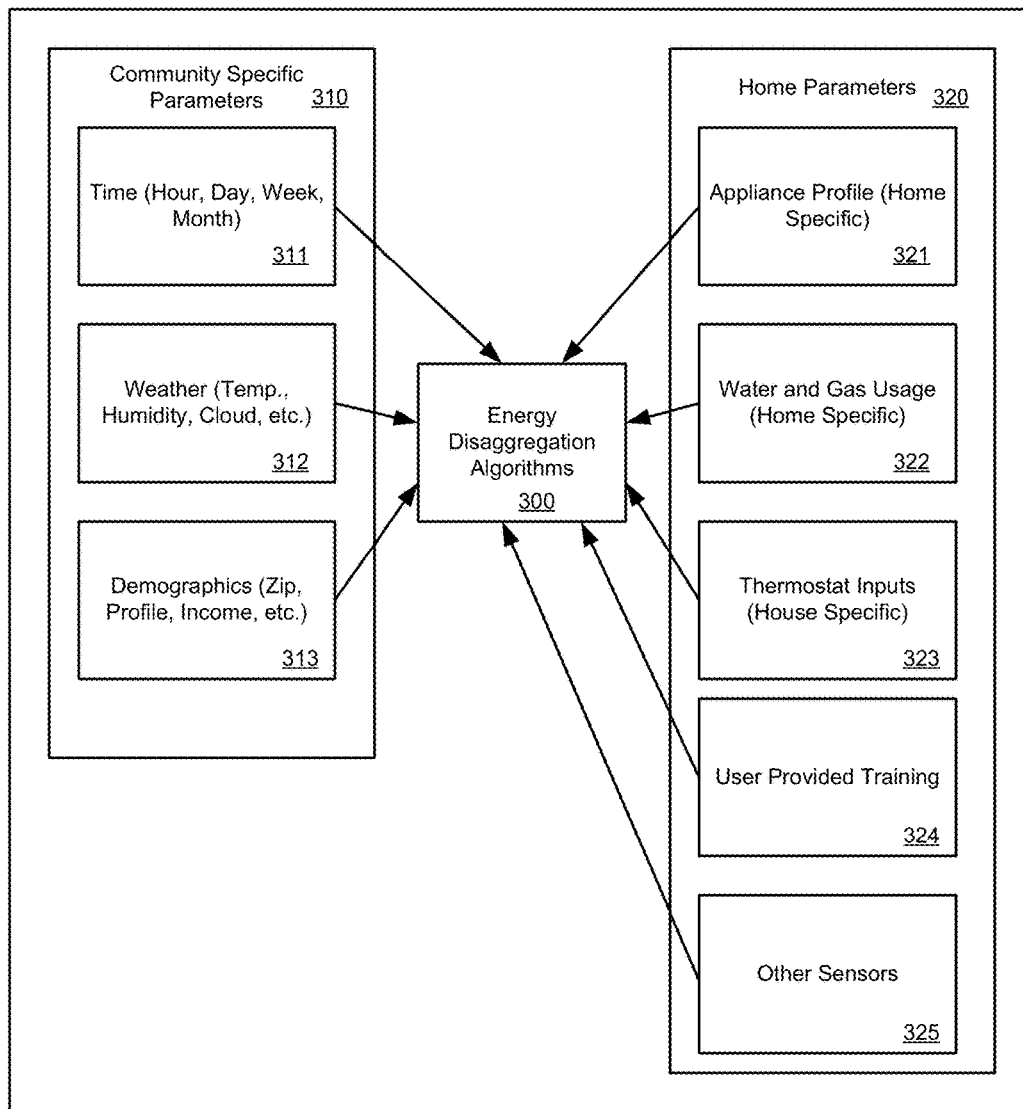 Community Specific
Parameters 310
Time (Hour, Day, Week,
Month)
311
Weather (Temp.,
Humidity, Cloud, etc.)
312
Demographics (Zip,
Profile, Income, etc.)
313
Energy
Disaggregation
Algorithms
300
Home Parameters 320
Appliance Profile (Home
Specific)
321
Water and Gas Usage
(Home Specific)
322
Thermostat Inputs
(House Specific)
323
User Provided Training
324
Other Sensors
325